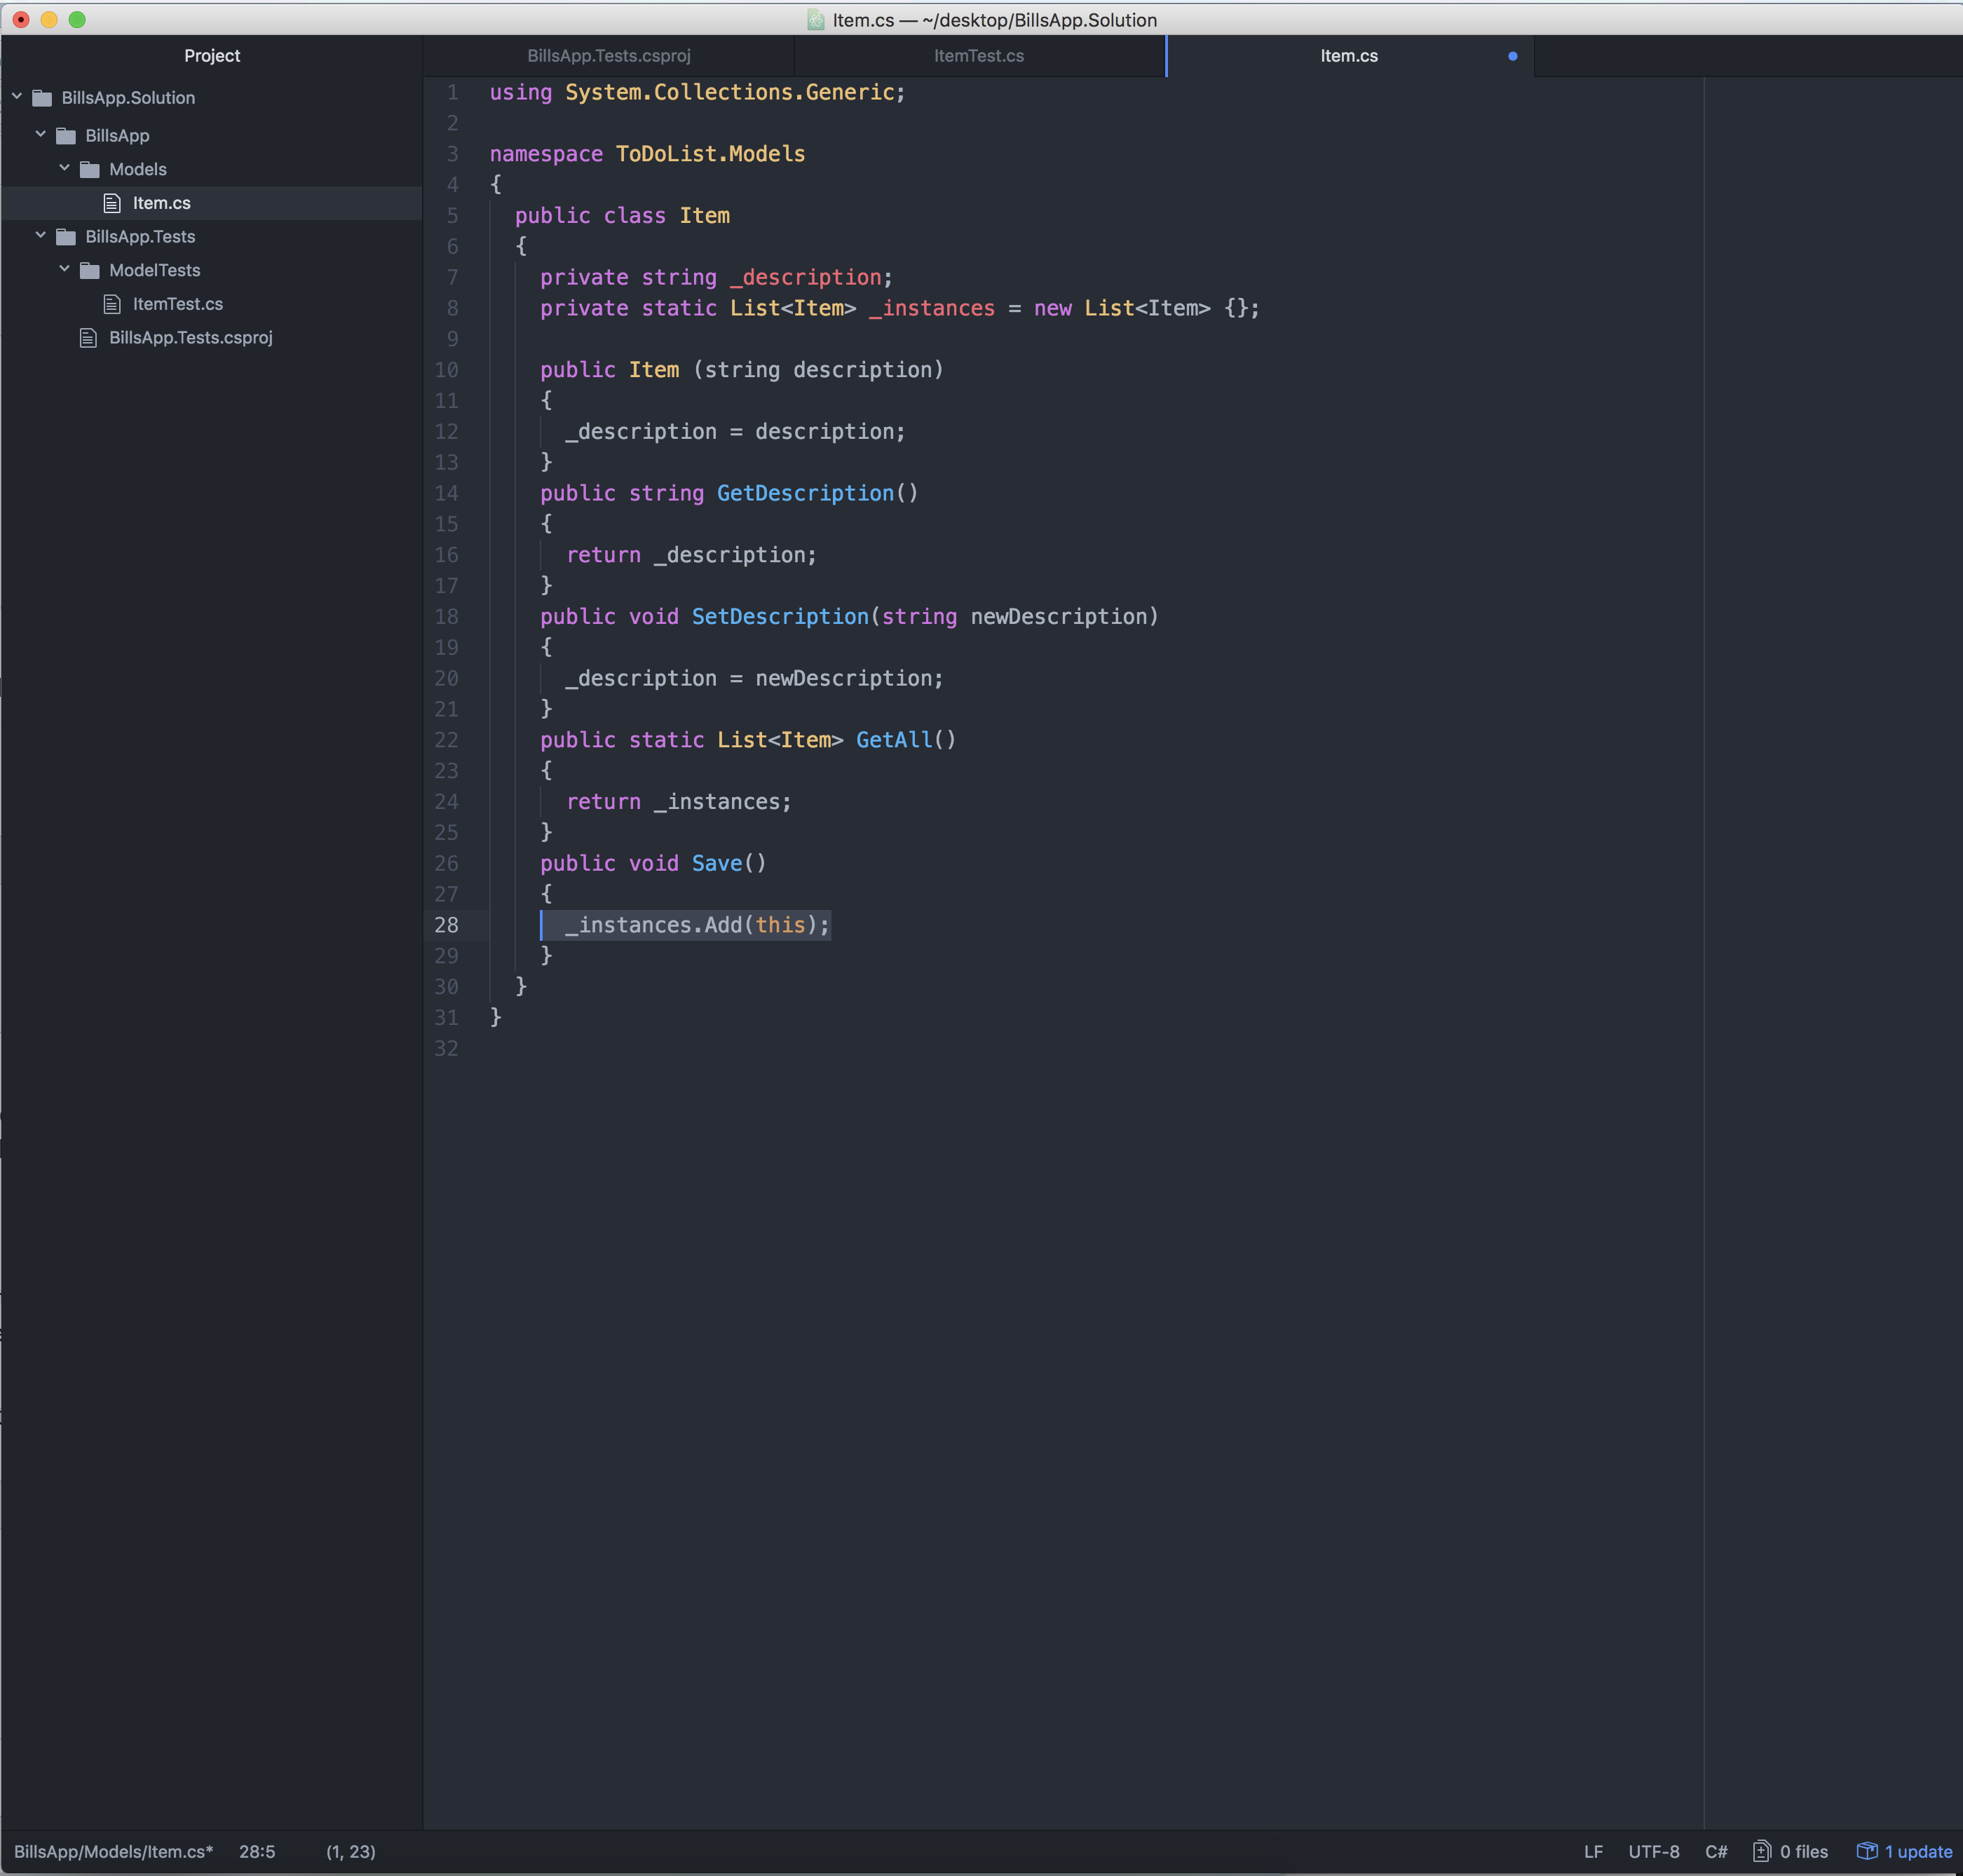 Item.cs — ~/desktop/BillsApp.Solution
Project
BillsApp.Tests.csproj
ItemTest.cs
Item.cs
BillsApp.Solution
BillsApp
Models
Item.cs
BillsApp.Tests
ModelTests
ItemTest.cs
BillsApp.Tests.csproj
1 using System.Collections.Generic;
2
3 namespace ToDoList.Models
4 {
5   public class Item
6   {
7     private string _description;
8     private static List<Item> _instances = new List<Item> {};
9
10     public Item (string description)
11     {
12       _description = description;
13     }
14     public string GetDescription()
15     {
16       return _description;
17     }
18     public void SetDescription(string newDescription)
19     {
20       _description = newDescription;
21     }
22     public static List<Item> GetAll()
23     {
24       return _instances;
25     }
26     public void Save()
27     {
28       _instances.Add(this);
29     }
30   }
31 }
32
BillsApp/Models/Item.cs* 28:5 (1, 23) LF UTF-8 C# 0 files 1 update